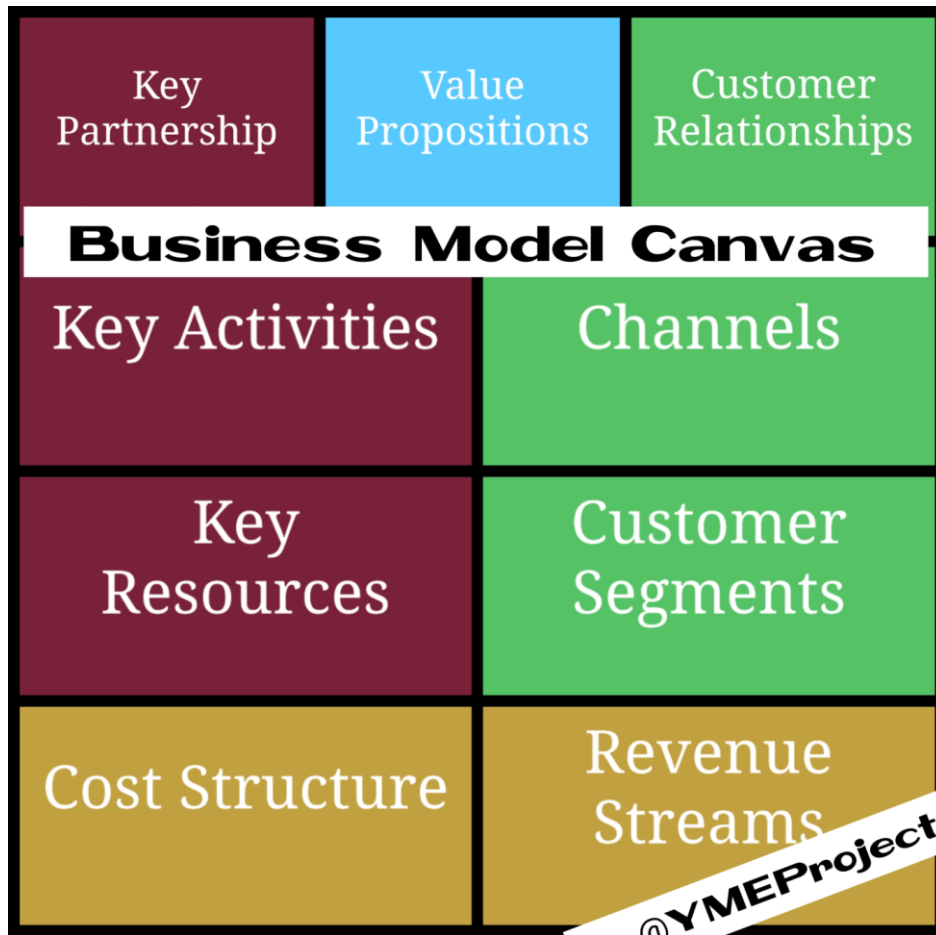 Key
Partnership
Value
Propositions
Customer
Relationships
Business Model Canvas
Key Activities
Channels
Key
Resources
Customer
Segments
Cost Structure
Revenue
Streams
@YMEProject